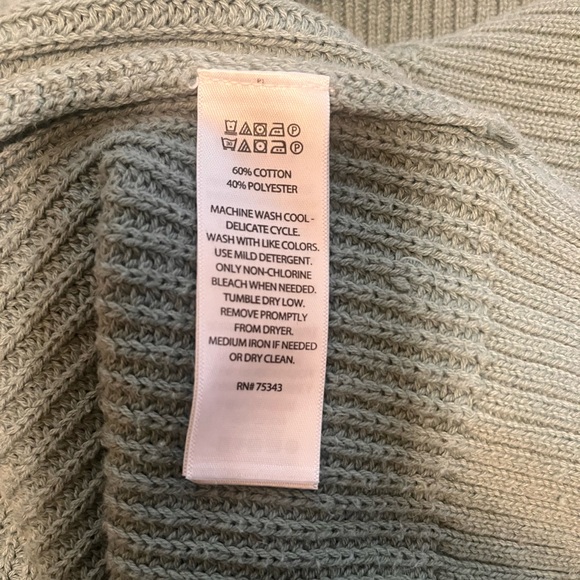 60% COTTON
40% POLYESTER
MACHINE WASH COOL -
DELICATE CYCLE.
WASH WITH LIKE COLORS.
USE MILD DETERGENT.
ONLY NON-CHLORINE
BLEACH WHEN NEEDED.
TUMBLE DRY LOW.
REMOVE PROMPTLY
FROM DRYER.
MEDIUM IRON IF NEEDED
OR DRY CLEAN.
RN# 75343